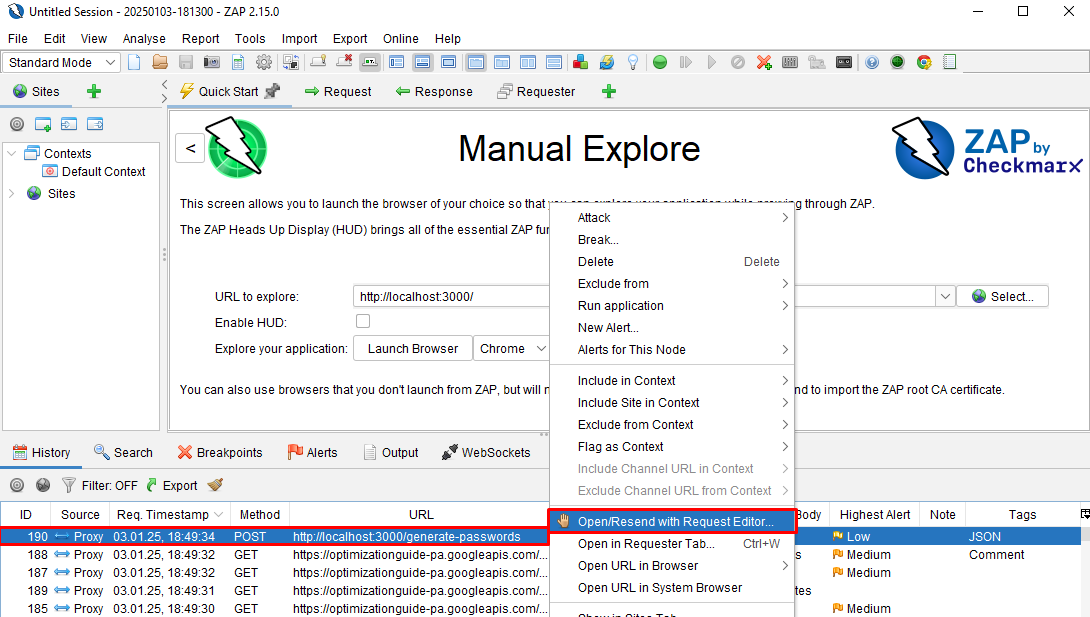 Untitled Session - 20250103-181300 - ZAP 2.15.0
File Edit View Analyse Report Tools Import Export Online Help
Standard Mode
Sites Quick Start Request Response Requester
< Manual Explore ZAP by Checkmarx
Contexts
Default Context
Sites
This screen allows you to launch the browser of your choice so that you can explore your application while proxying through ZAP.
The ZAP Heads Up Display (HUD) brings all of the essential ZAP fun
URL to explore: http://localhost:3000/ Select...
Enable HUD:
Explore your application: Launch Browser Chrome
You can also use browsers that you don't launch from ZAP, but will n
nd to import the ZAP root CA certificate.
Attack
Break...
Delete Delete
Exclude from
Run application
New Alert...
Alerts for This Node
Include in Context
Include Site in Context
Exclude from Context
Flag as Context
Include Channel URL in Context
Exclude Channel URL from Context
Open/Resend with Request Editor...
Open in Requester Tab... Ctrl+W
Open URL in Browser
Open URL in System Browser
History Search Breakpoints Alerts Output WebSockets
Filter: OFF Export
ID Source Req. Timestamp Method URL Body Highest Alert Note Tags
190 Proxy 03.01.25, 18:49:34 POST http://localhost:3000/generate-passwords Low JSON
188 Proxy 03.01.25, 18:49:32 GET https://optimizationguide-pa.googleapis.com/... s Medium Comment
187 Proxy 03.01.25, 18:49:32 GET https://optimizationguide-pa.googleapis.com/... Medium
189 Proxy 03.01.25, 18:49:31 GET https://optimizationguide-pa.googleapis.com/... tes
185 Proxy 03.01.25, 18:49:30 GET https://optimizationguide-pa.googleapis.com/... Medium